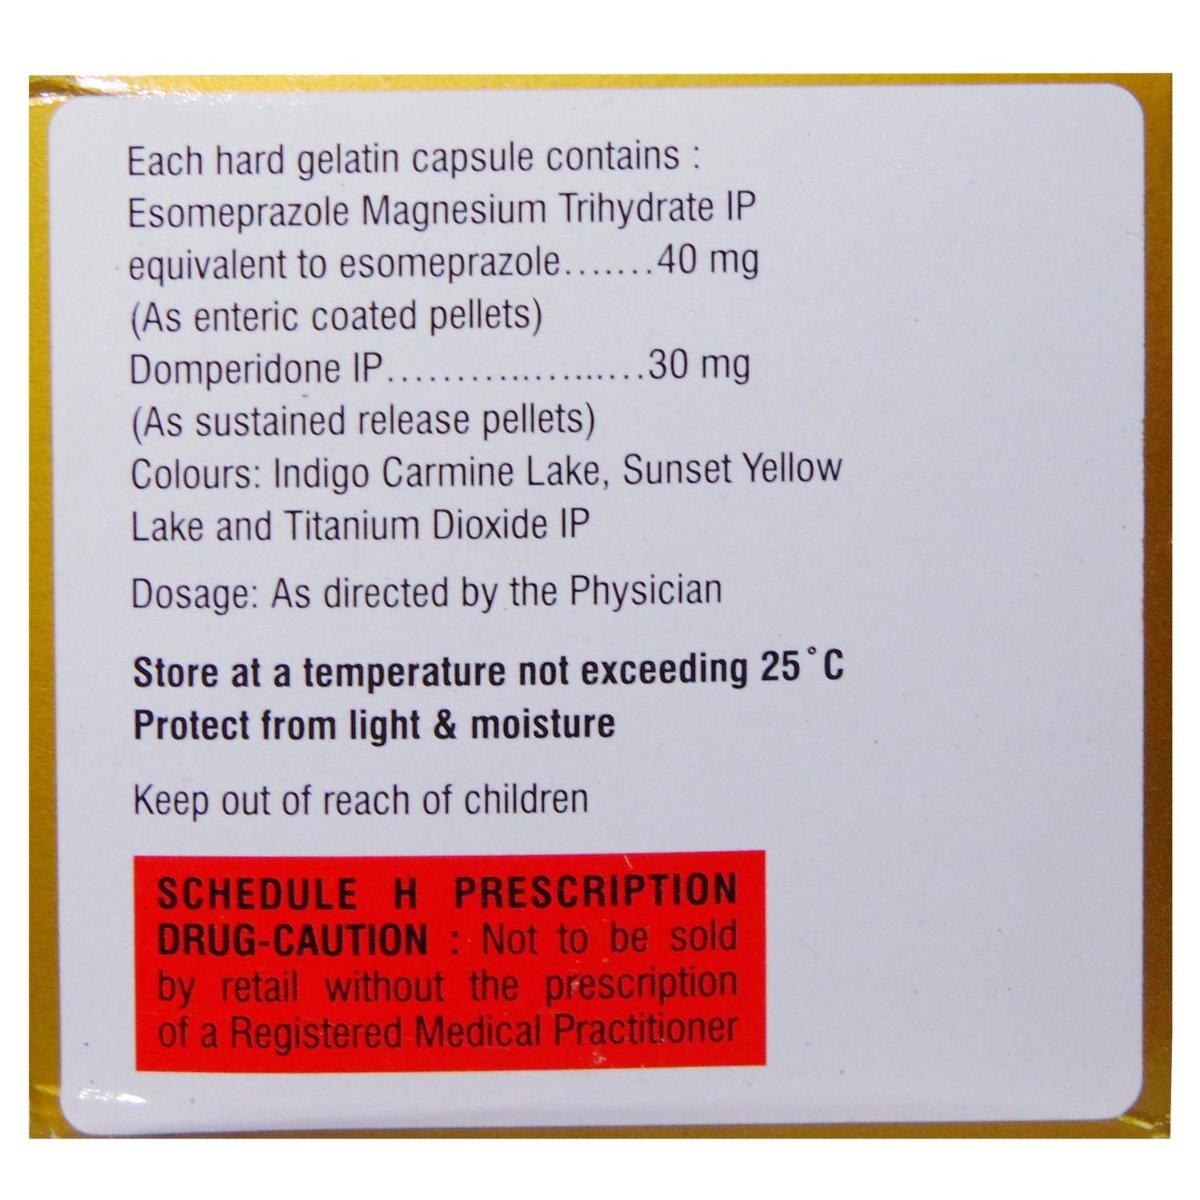 Each hard gelatin capsule contains :
Esomeprazole Magnesium Trihydrate IP
equivalent to esomeprazole.......40 mg
(As enteric coated pellets)
Domperidone IP......................30 mg
(As sustained release pellets)
Colours: Indigo Carmine Lake, Sunset Yellow
Lake and Titanium Dioxide IP
Dosage: As directed by the Physician
Store at a temperature not exceeding 25˚C
Protect from light & moisture
Keep out of reach of children
SCHEDULE H PRESCRIPTION
DRUG-CAUTION : Not to be sold
by retail without the prescription
of a Registered Medical Practitioner